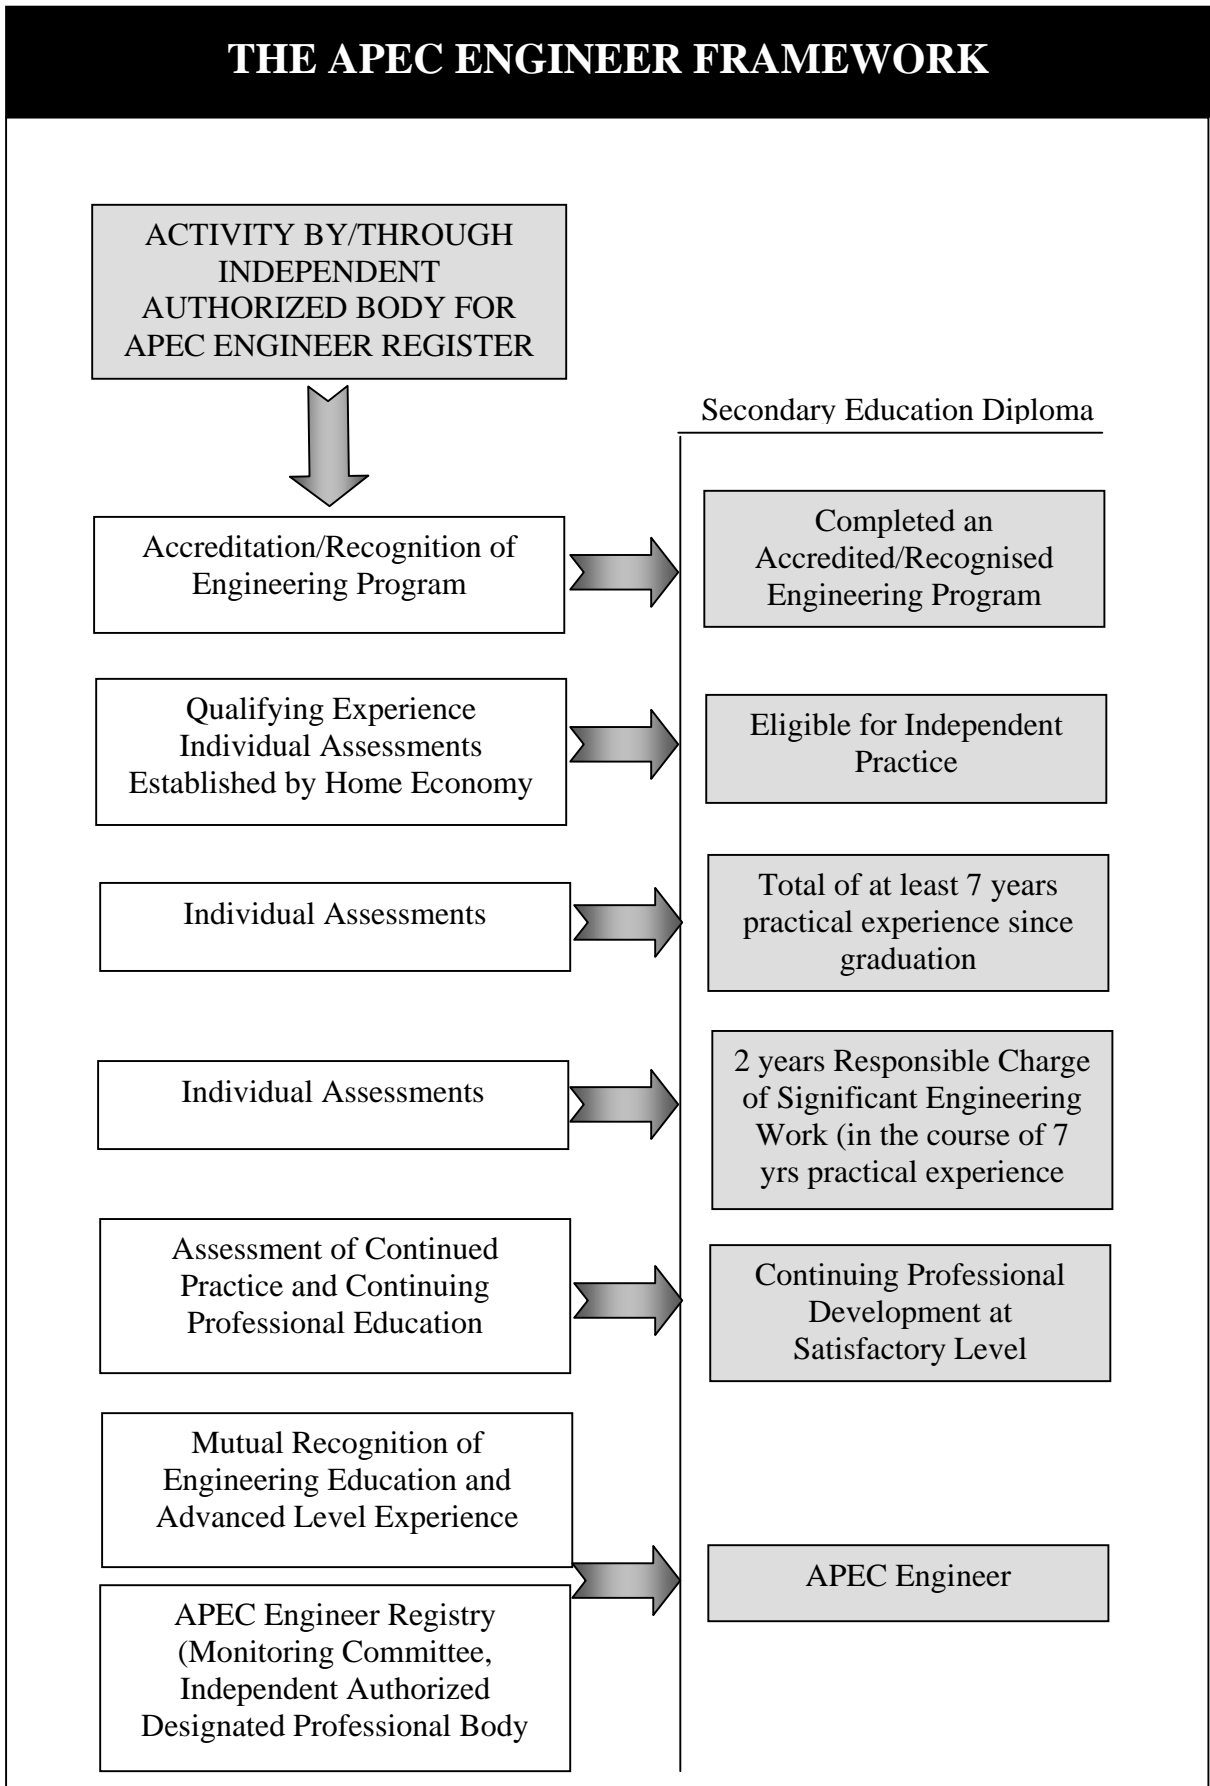 THE APEC ENGINEER FRAMEWORK
ACTIVITY BY/THROUGH
INDEPENDENT
AUTHORIZED BODY FOR
APEC ENGINEER REGISTER
Secondary Education Diploma
Accreditation/Recognition of
Engineering Program
Completed an
Accredited/Recognised
Engineering Program
Qualifying Experience
Individual Assessments
Established by Home Economy
Eligible for Independent
Practice
Individual Assessments
Total of at least 7 years
practical experience since
graduation
Individual Assessments
2 years Responsible Charge
of Significant Engineering
Work (in the course of 7
yrs practical experience
Assessment of Continued
Practice and Continuing
Professional Education
Continuing Professional
Development at
Satisfactory Level
Mutual Recognition of
Engineering Education and
Advanced Level Experience
APEC Engineer Registry
(Monitoring Committee,
Independent Authorized
Designated Professional Body
APEC Engineer